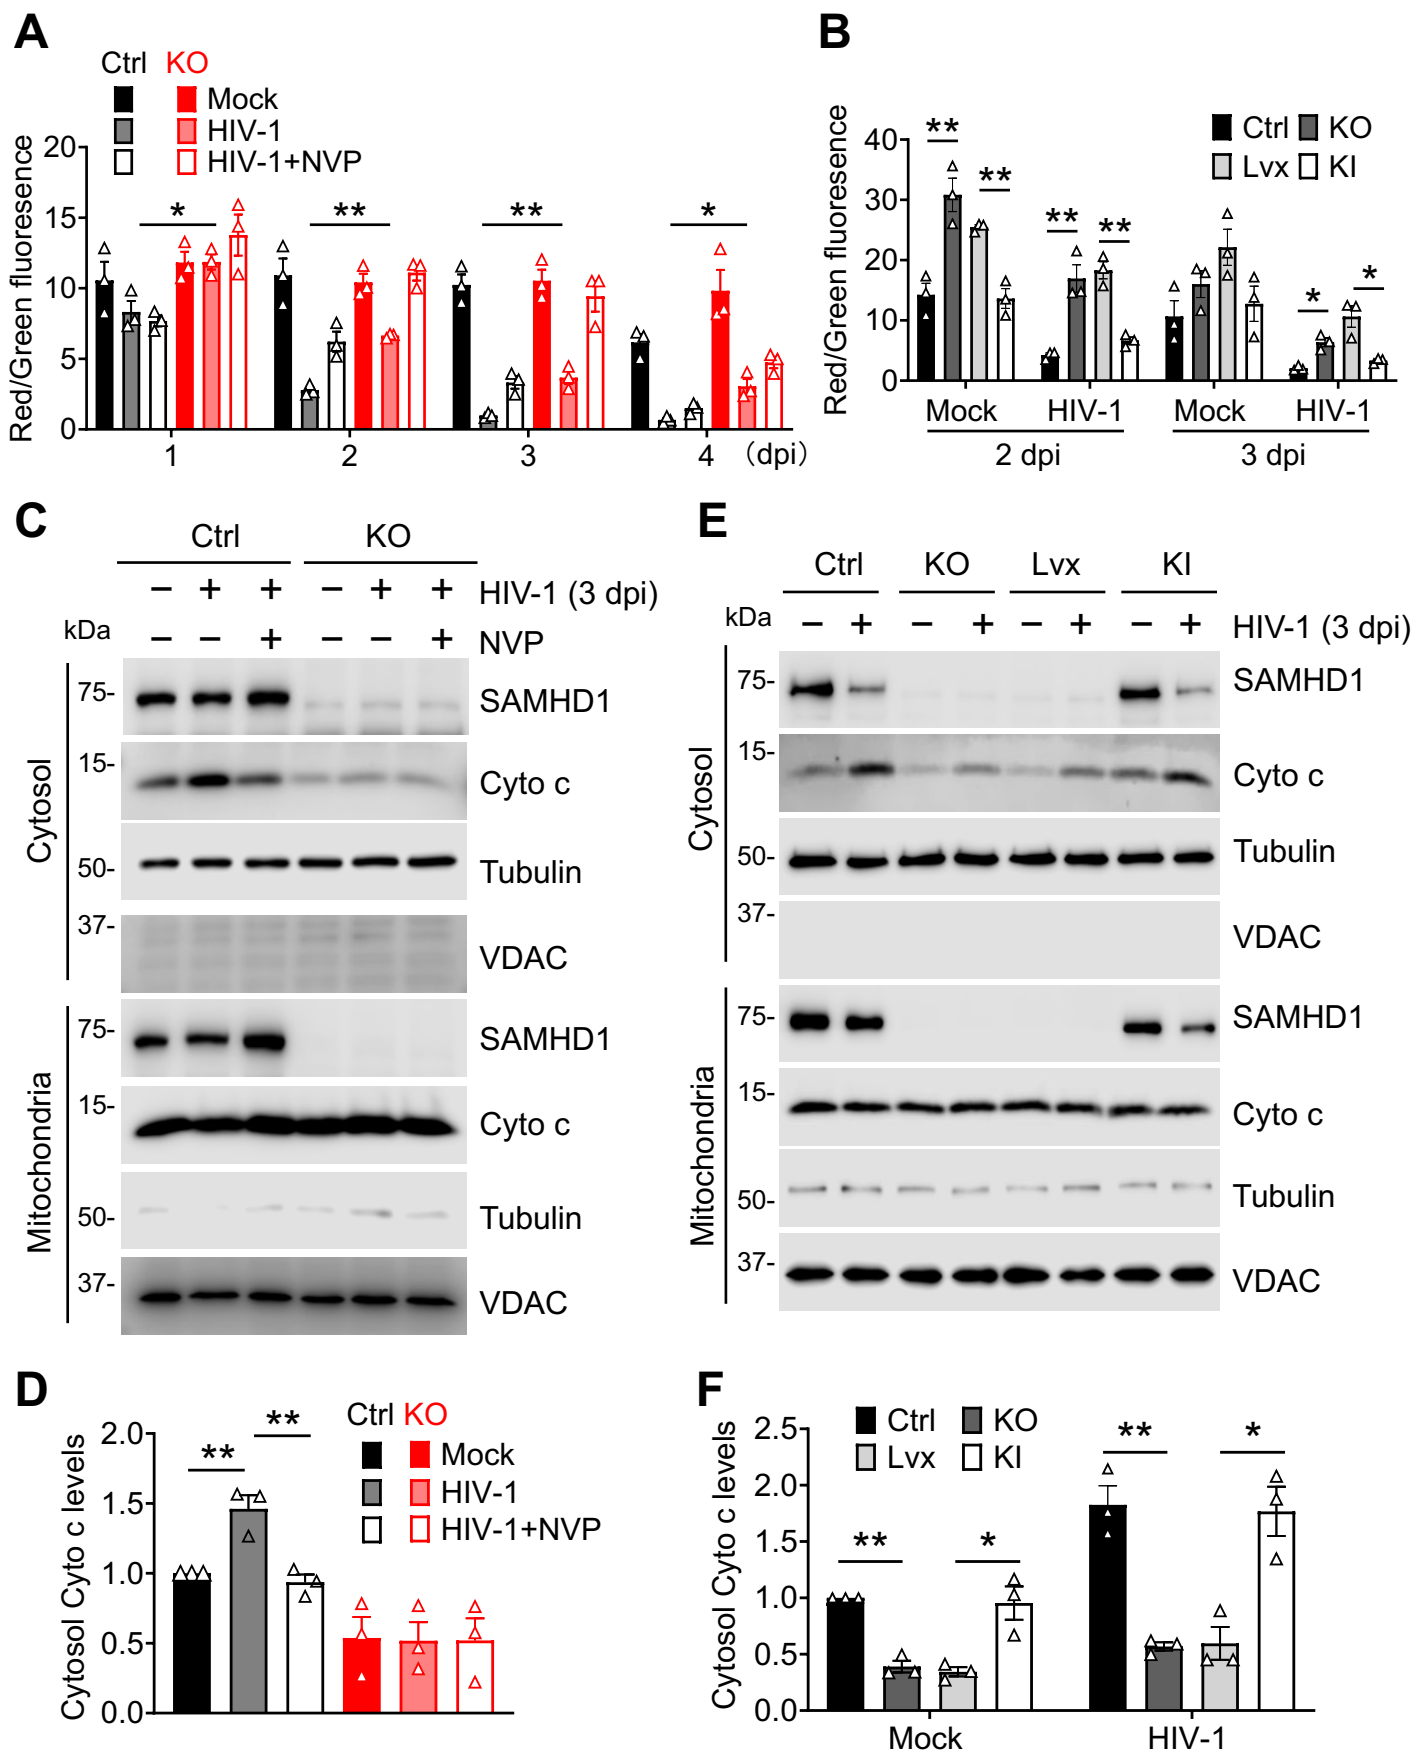 A
Ctrl KO
Mock
HIV-1
HIV-1+NVP
Red/Green fluoresence
20
15
10
5
0
* ** ** *
1 2 3 4 (dpi)
B
Ctrl KO
Lvx KI
Red/Green fluoresence
40
30
20
10
0
** ** ** ** * *
Mock HIV-1 Mock HIV-1
2 dpi 3 dpi
C
Ctrl KO
− + + − + + HIV-1 (3 dpi)
kDa
− − + − − + NVP
Cytosol
75- SAMHD1
15- Cyto c
50- Tubulin
37- VDAC
Mitochondria
75- SAMHD1
15- Cyto c
50- Tubulin
37- VDAC
E
Ctrl KO Lvx KI
kDa
− + − + − + − + HIV-1 (3 dpi)
Cytosol
75- SAMHD1
15- Cyto c
50- Tubulin
37- VDAC
Mitochondria
75- SAMHD1
15- Cyto c
50- Tubulin
37- VDAC
D
Ctrl KO
Mock
HIV-1
HIV-1+NVP
Cytosol Cyto c levels
2.0
1.5
1.0
0.5
0.0
** **
F
Ctrl KO
Lvx KI
Cytosol Cyto c levels
2.5
2.0
1.5
1.0
0.5
0.0
** * ** *
Mock HIV-1